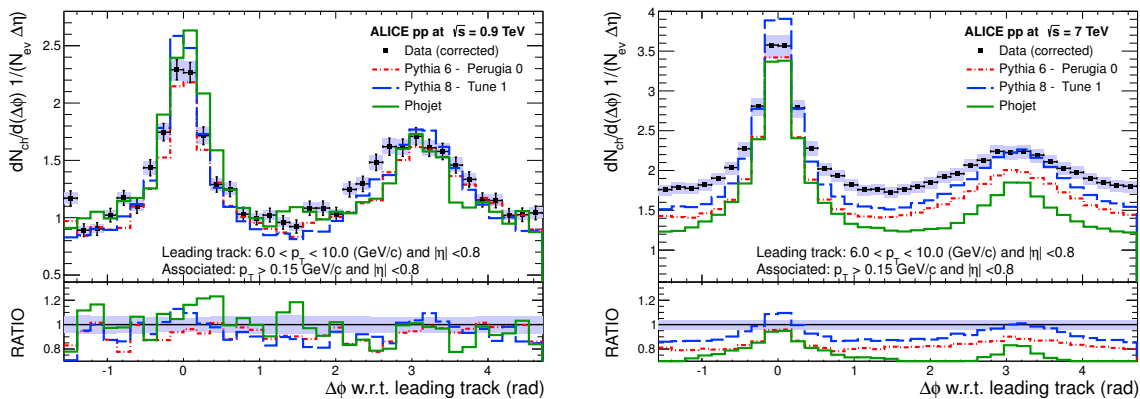 dN_ch/d(Δφ) 1/(N_ev Δη)
2.5
2
1.5
1
0.5
ALICE pp at √s = 0.9 TeV
Data (corrected)
Pythia 6 - Perugia 0
Pythia 8 - Tune 1
Phojet
Leading track: 6.0 < p_T < 10.0 (GeV/c) and |η| <0.8
Associated: p_T > 0.15 GeV/c and |η| <0.8
RATIO
1.2
1
0.8
-1 0 1 2 3 4
Δφ w.r.t. leading track (rad)
dN_ch/d(Δφ) 1/(N_ev Δη)
4
3.5
3
2.5
2
1.5
1
ALICE pp at √s = 7 TeV
Data (corrected)
Pythia 6 - Perugia 0
Pythia 8 - Tune 1
Phojet
Leading track: 6.0 < p_T < 10.0 (GeV/c) and |η| <0.8
Associated: p_T > 0.15 GeV/c and |η| <0.8
RATIO
1.2
1
0.8
-1 0 1 2 3 4
Δφ w.r.t. leading track (rad)